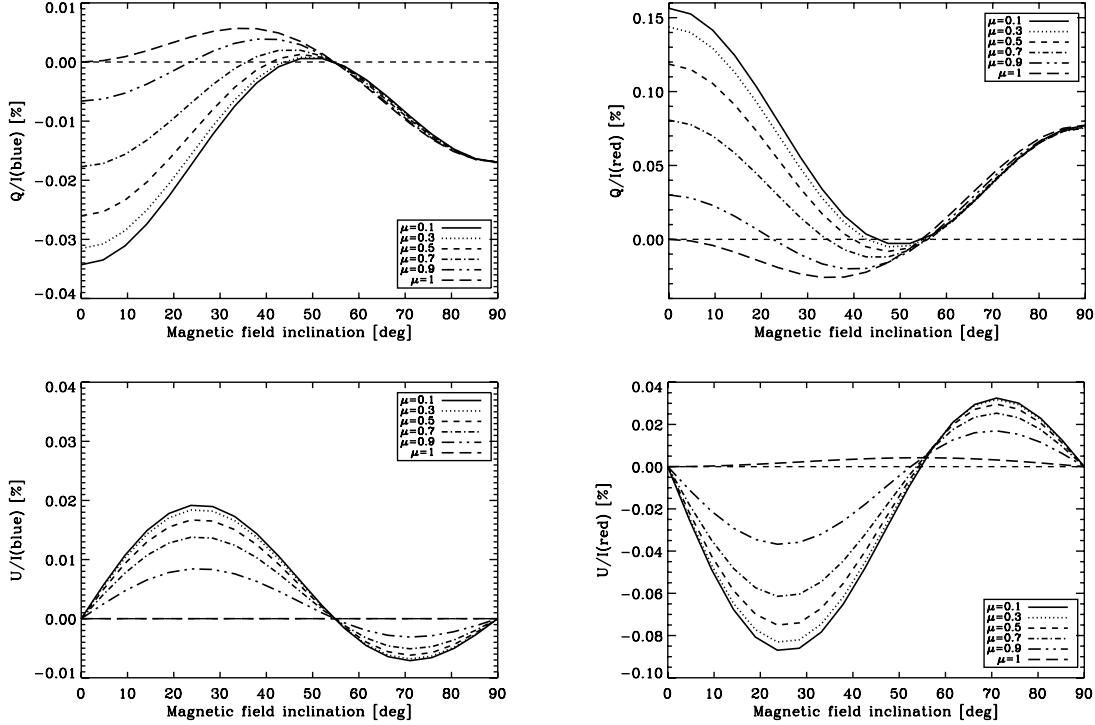 0.01
0.00
-0.01
-0.02
-0.03
-0.04
Q/I(blue) [%]
μ=0.1
μ=0.3
μ=0.5
μ=0.7
μ=0.9
μ=1
0 10 20 30 40 50 60 70 80 90
Magnetic field inclination [deg]
0.15
0.10
0.05
0.00
Q/I(red) [%]
μ=0.1
μ=0.3
μ=0.5
μ=0.7
μ=0.9
μ=1
0 10 20 30 40 50 60 70 80 90
Magnetic field inclination [deg]
0.04
0.03
0.02
0.01
0.00
-0.01
U/I(blue) [%]
μ=0.1
μ=0.3
μ=0.5
μ=0.7
μ=0.9
μ=1
0 10 20 30 40 50 60 70 80 90
Magnetic field inclination [deg]
0.04
0.02
0.00
-0.02
-0.04
-0.06
-0.08
-0.10
U/I(red) [%]
μ=0.1
μ=0.3
μ=0.5
μ=0.7
μ=0.9
μ=1
0 10 20 30 40 50 60 70 80 90
Magnetic field inclination [deg]